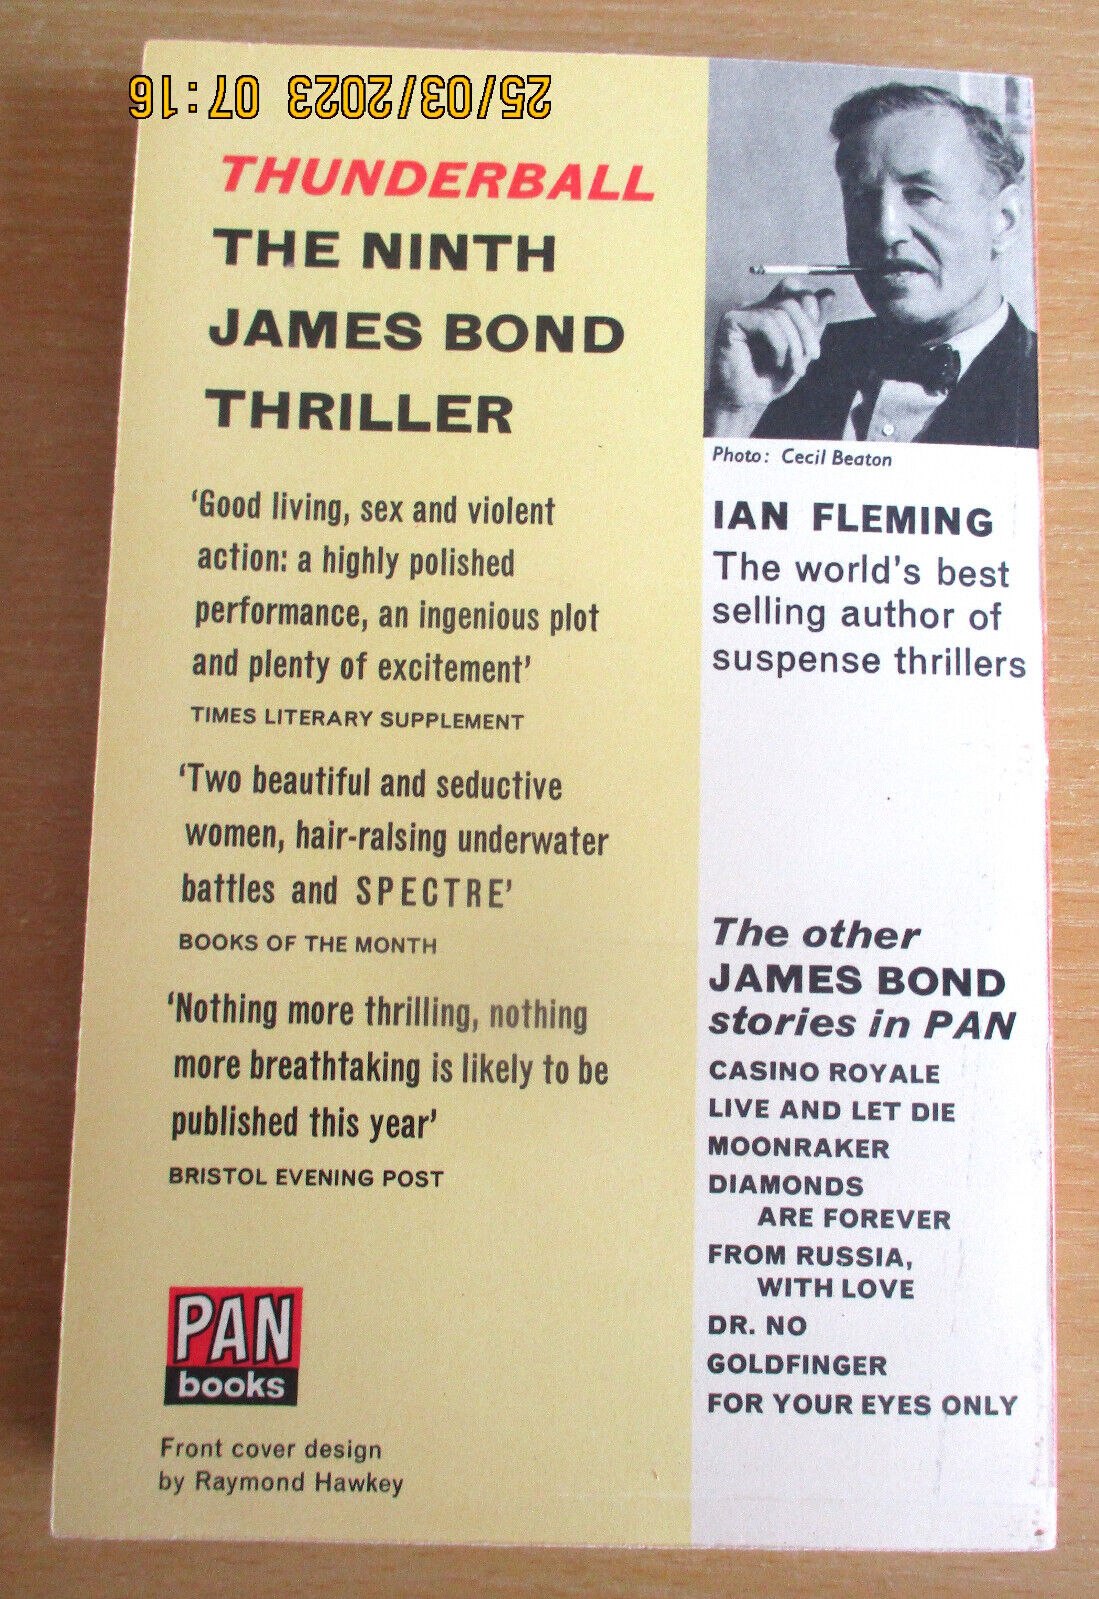 25/03/2023 07:16
THUNDERBALL
THE NINTH
JAMES BOND
THRILLER
‘Good living, sex and violent
action: a highly polished
performance, an ingenious plot
and plenty of excitement’
TIMES LITERARY SUPPLEMENT
‘Two beautiful and seductive
women, hair-raising underwater
battles and SPECTRE’
BOOKS OF THE MONTH
‘Nothing more thrilling, nothing
more breathtaking is likely to be
published this year’
BRISTOL EVENING POST
PAN
books
Front cover design
by Raymond Hawkey
Photo: Cecil Beaton
IAN FLEMING
The world's best
selling author of
suspense thrillers
The other
JAMES BOND
stories in PAN
CASINO ROYALE
LIVE AND LET DIE
MOONRAKER
DIAMONDS
ARE FOREVER
FROM RUSSIA,
WITH LOVE
DR. NO
GOLDFINGER
FOR YOUR EYES ONLY